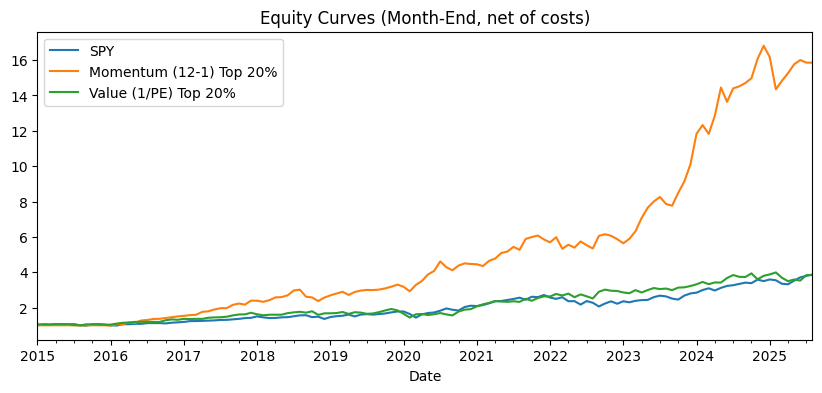 Equity Curves (Month-End, net of costs)
SPY
Momentum (12-1) Top 20%
Value (1/PE) Top 20%
16
14
12
10
8
6
4
2
2015 2016 2017 2018 2019 2020 2021 2022 2023 2024 2025
Date